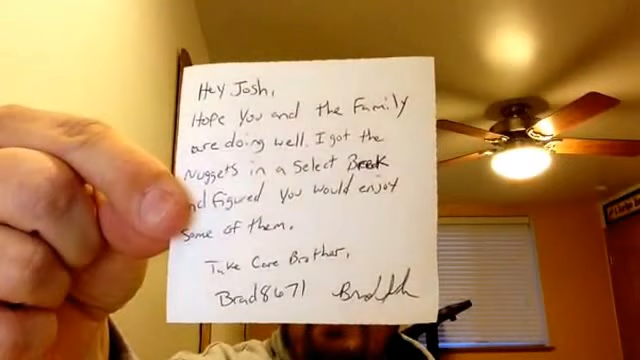 Hey Josh,
Hope You and the Family
are doing well. I got the
Nuggets in a Select Break
nd figured you would enjoy
some of them.
Take Care Brother,
Brad8671